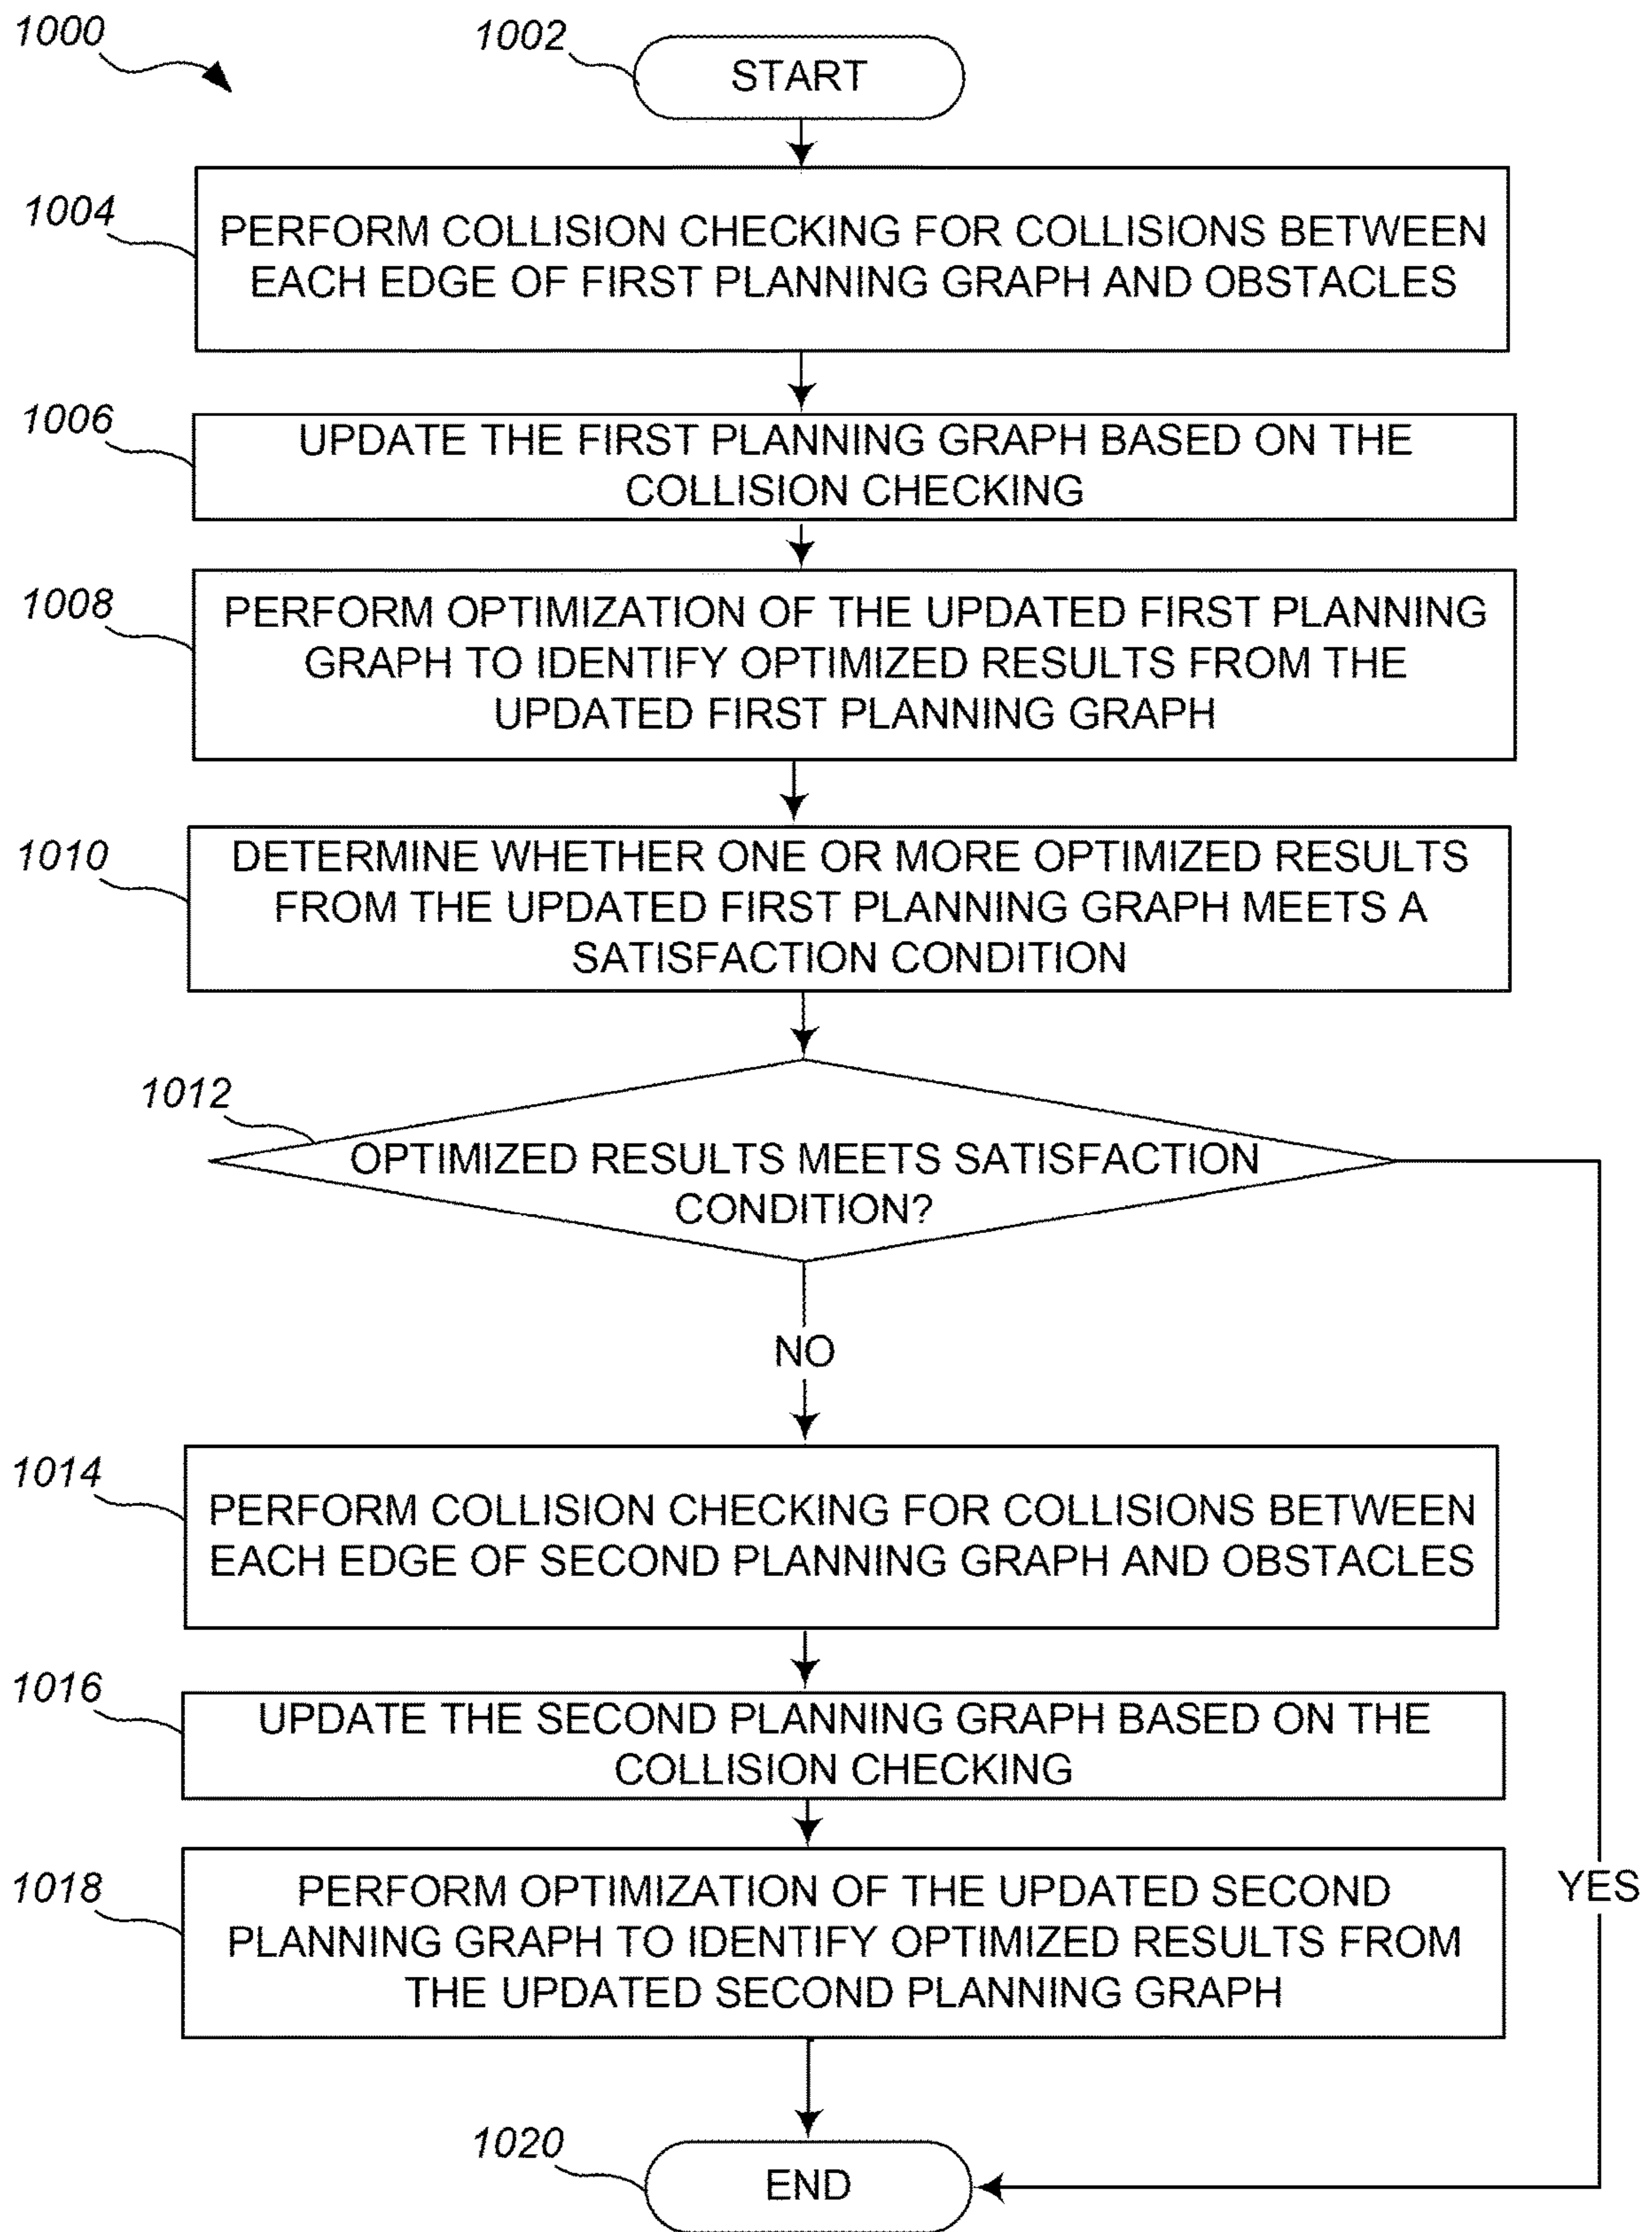 1000
1002
START
1004
PERFORM COLLISION CHECKING FOR COLLISIONS BETWEEN
EACH EDGE OF FIRST PLANNING GRAPH AND OBSTACLES
1006
UPDATE THE FIRST PLANNING GRAPH BASED ON THE
COLLISION CHECKING
1008
PERFORM OPTIMIZATION OF THE UPDATED FIRST PLANNING
GRAPH TO IDENTIFY OPTIMIZED RESULTS FROM THE
UPDATED FIRST PLANNING GRAPH
1010
DETERMINE WHETHER ONE OR MORE OPTIMIZED RESULTS
FROM THE UPDATED FIRST PLANNING GRAPH MEETS A
SATISFACTION CONDITION
1012
OPTIMIZED RESULTS MEETS SATISFACTION
CONDITION?
NO
1014
PERFORM COLLISION CHECKING FOR COLLISIONS BETWEEN
EACH EDGE OF SECOND PLANNING GRAPH AND OBSTACLES
1016
UPDATE THE SECOND PLANNING GRAPH BASED ON THE
COLLISION CHECKING
1018
PERFORM OPTIMIZATION OF THE UPDATED SECOND
PLANNING GRAPH TO IDENTIFY OPTIMIZED RESULTS FROM
THE UPDATED SECOND PLANNING GRAPH
YES
1020
END